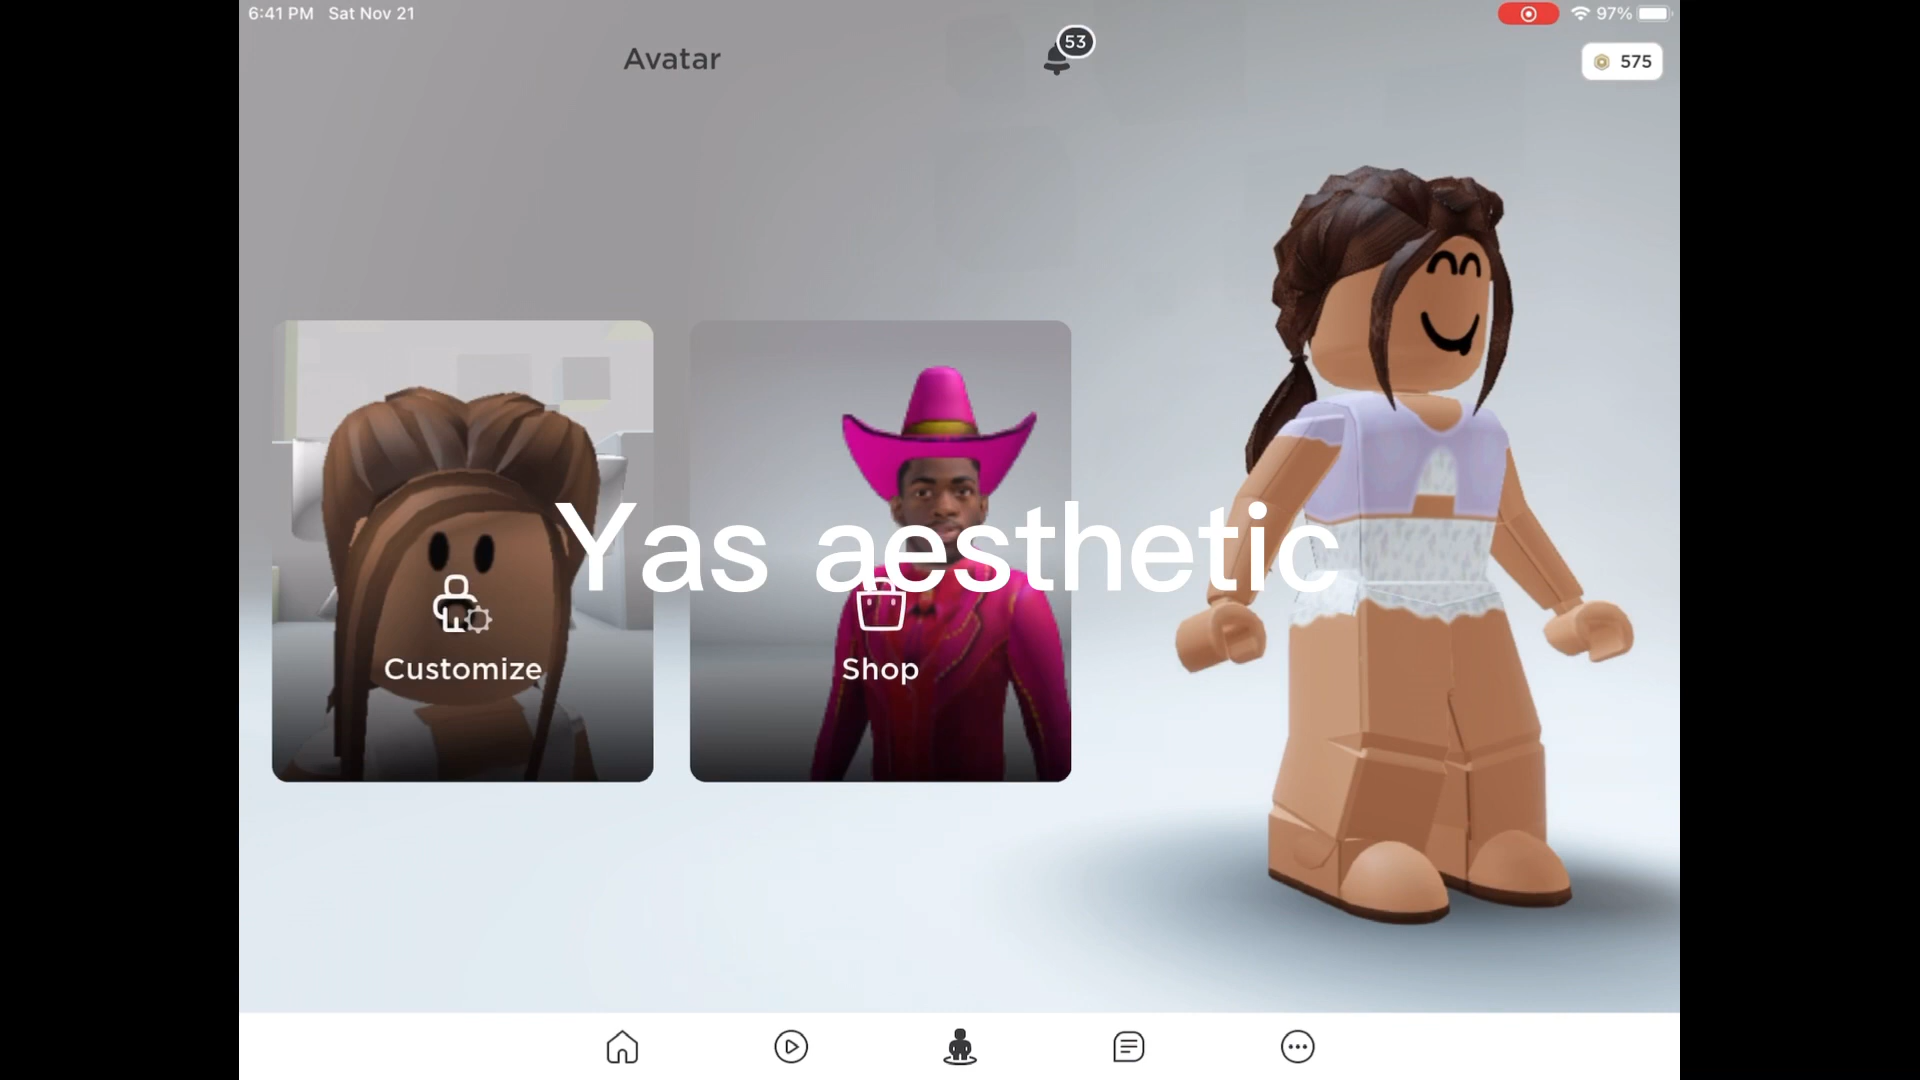 6:41 PM Sat Nov 21
97%
Avatar
53
575
Yas aesthetic
Customize
Shop